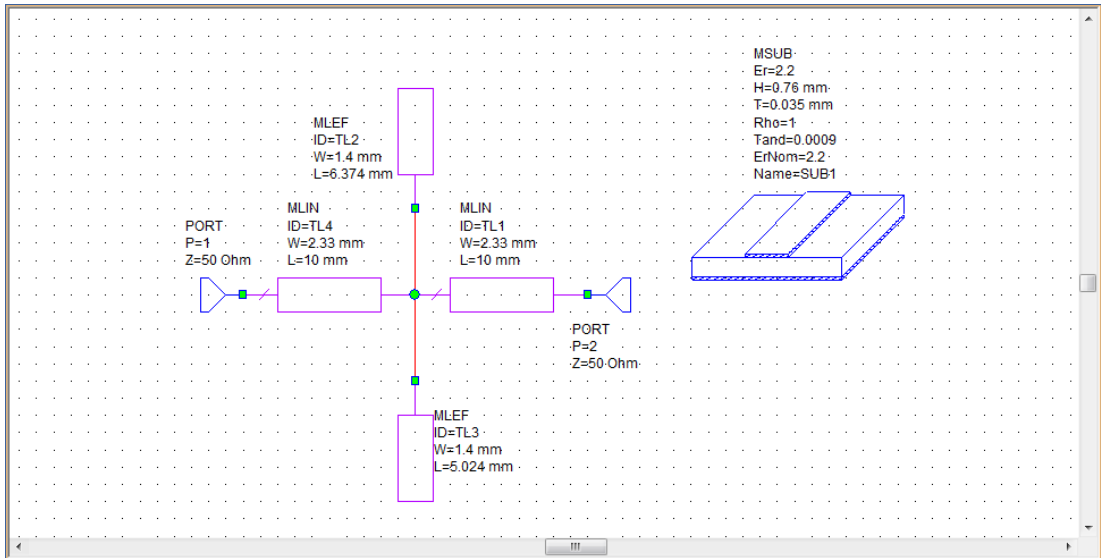 MSUB
Er=2.2
H=0.76 mm
T=0.035 mm
Rho=1
Tand=0.0009
ErNom=2.2
Name=SUB1
MLEF
ID=TL2
W=1.4 mm
L=6.374 mm
MLIN
ID=TL4
W=2.33 mm
L=10 mm
MLIN
ID=TL1
W=2.33 mm
L=10 mm
PORT
P=1
Z=50 Ohm
PORT
P=2
Z=50 Ohm
MLEF
ID=TL3
W=1.4 mm
L=5.024 mm